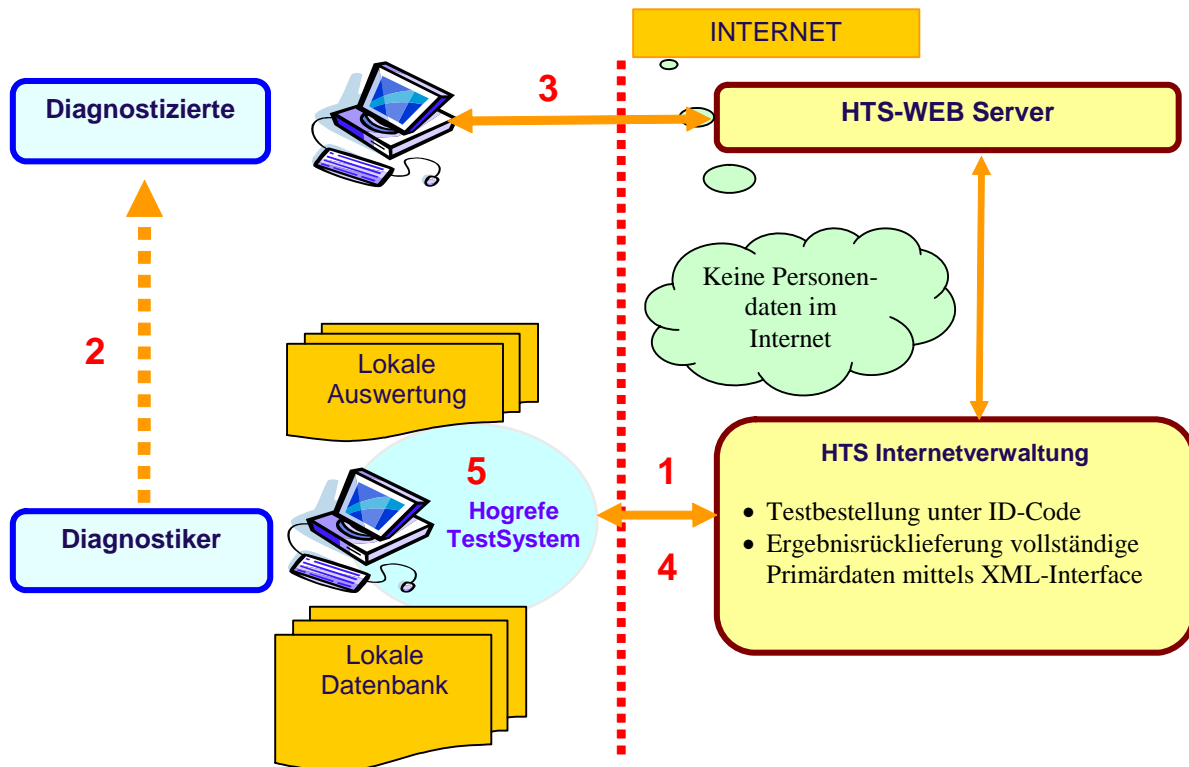 INTERNET
Diagnostizierte
3
HTS-WEB Server
Keine Personen-
daten im
Internet
2
Lokale
Auswertung
5
Hogrefe
TestSystem
1
4
HTS Internetverwaltung
• Testbestellung unter ID-Code
• Ergebnisrücklieferung vollständige
Primärdaten mittels XML-Interface
Diagnostiker
Lokale
Datenbank